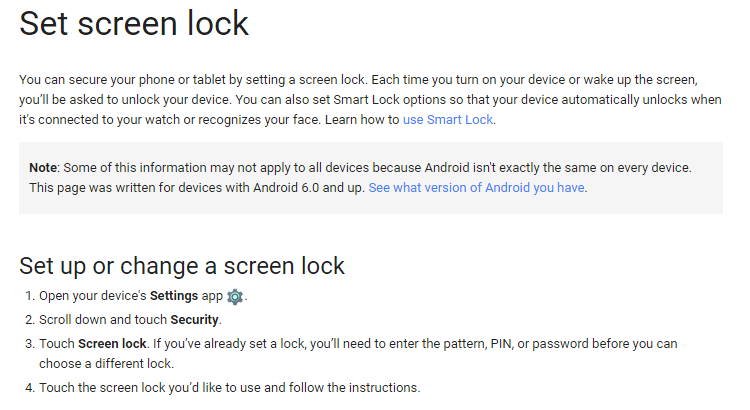 Set screen lock
You can secure your phone or tablet by setting a screen lock. Each time you turn on your device or wake up the screen,
you'll be asked to unlock your device. You can also set Smart Lock options so that your device automatically unlocks when
it's connected to your watch or recognizes your face. Learn how to use Smart Lock.
Note: Some of this information may not apply to all devices because Android isn't exactly the same on every device.
This page was written for devices with Android 6.0 and up. See what version of Android you have.
Set up or change a screen lock
1. Open your device's Settings app .
2. Scroll down and touch Security.
3. Touch Screen lock. If you've already set a lock, you'll need to enter the pattern, PIN, or password before you can
choose a different lock.
4. Touch the screen lock you'd like to use and follow the instructions.